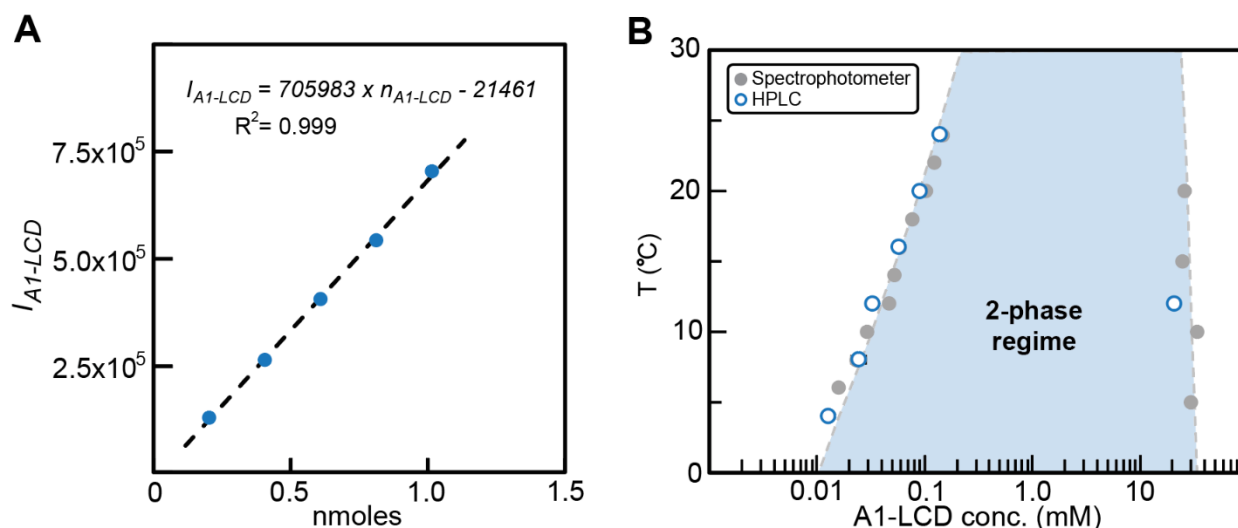 A
I_A1-LCD = 705983 x n_A1-LCD - 21461
R²= 0.999
7.5x10⁵
5.0x10⁵
2.5x10⁵
I_A1-LCD
0 0.5 1.0 1.5
nmoles
B
30
20
10
0
T (°C)
Spectrophotometer
HPLC
2-phase
regime
0.01 0.1 1.0 10
A1-LCD conc. (mM)